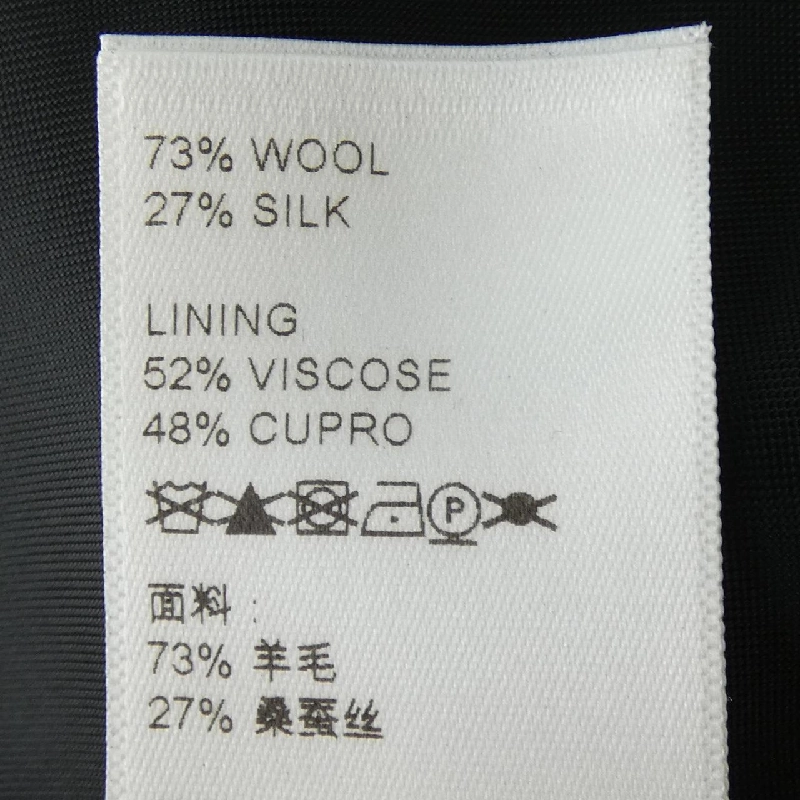 73% WOOL
27% SILK
LINING
52% VISCOSE
48% CUPRO
P
面料：
73% 羊毛
27% 桑蚕丝